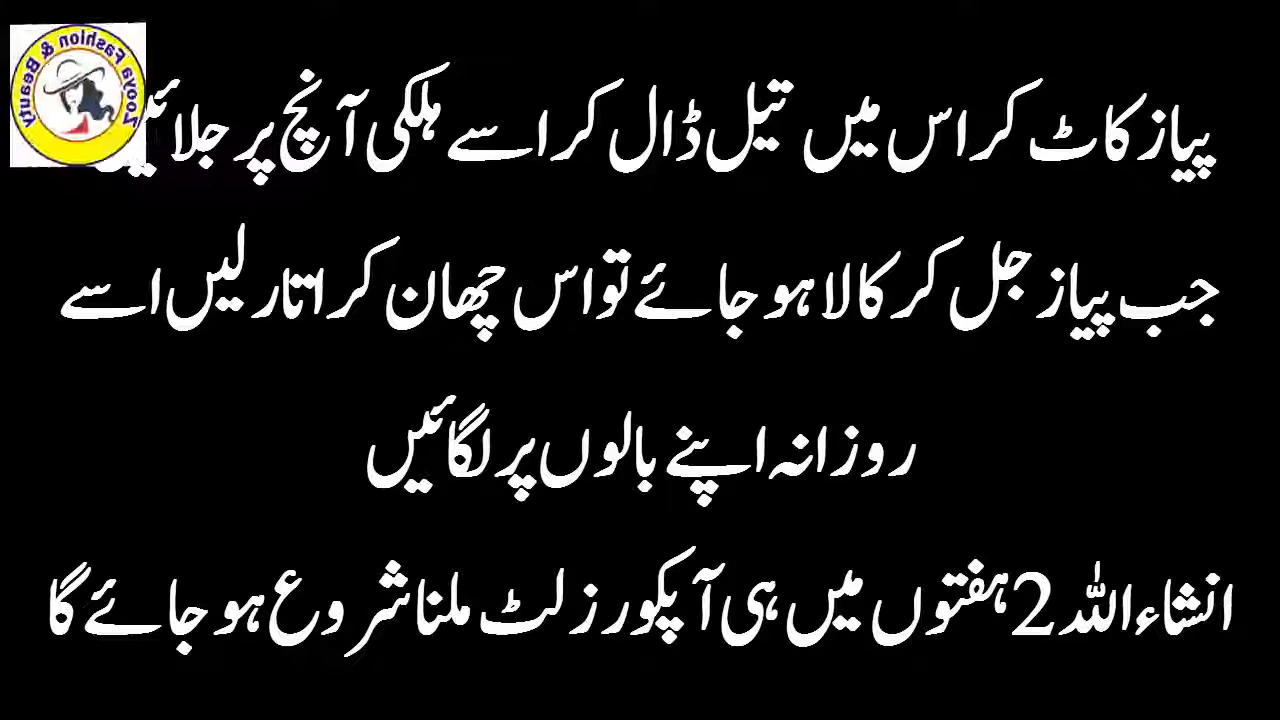 Zooya Fashion & Beauty
پیاز کاٹ کر اس میں تیل ڈال کر اسے ہلکی آنچ پر جلائیں
جب پیاز جل کر کالا ہو جائے تو اس چھان کر اتار لیں اسے
روزانہ اپنے بالوں پر لگائیں
انشاءاللہ 2 ہفتوں میں ہی آپکو رزلٹ ملنا شروع ہو جائے گا